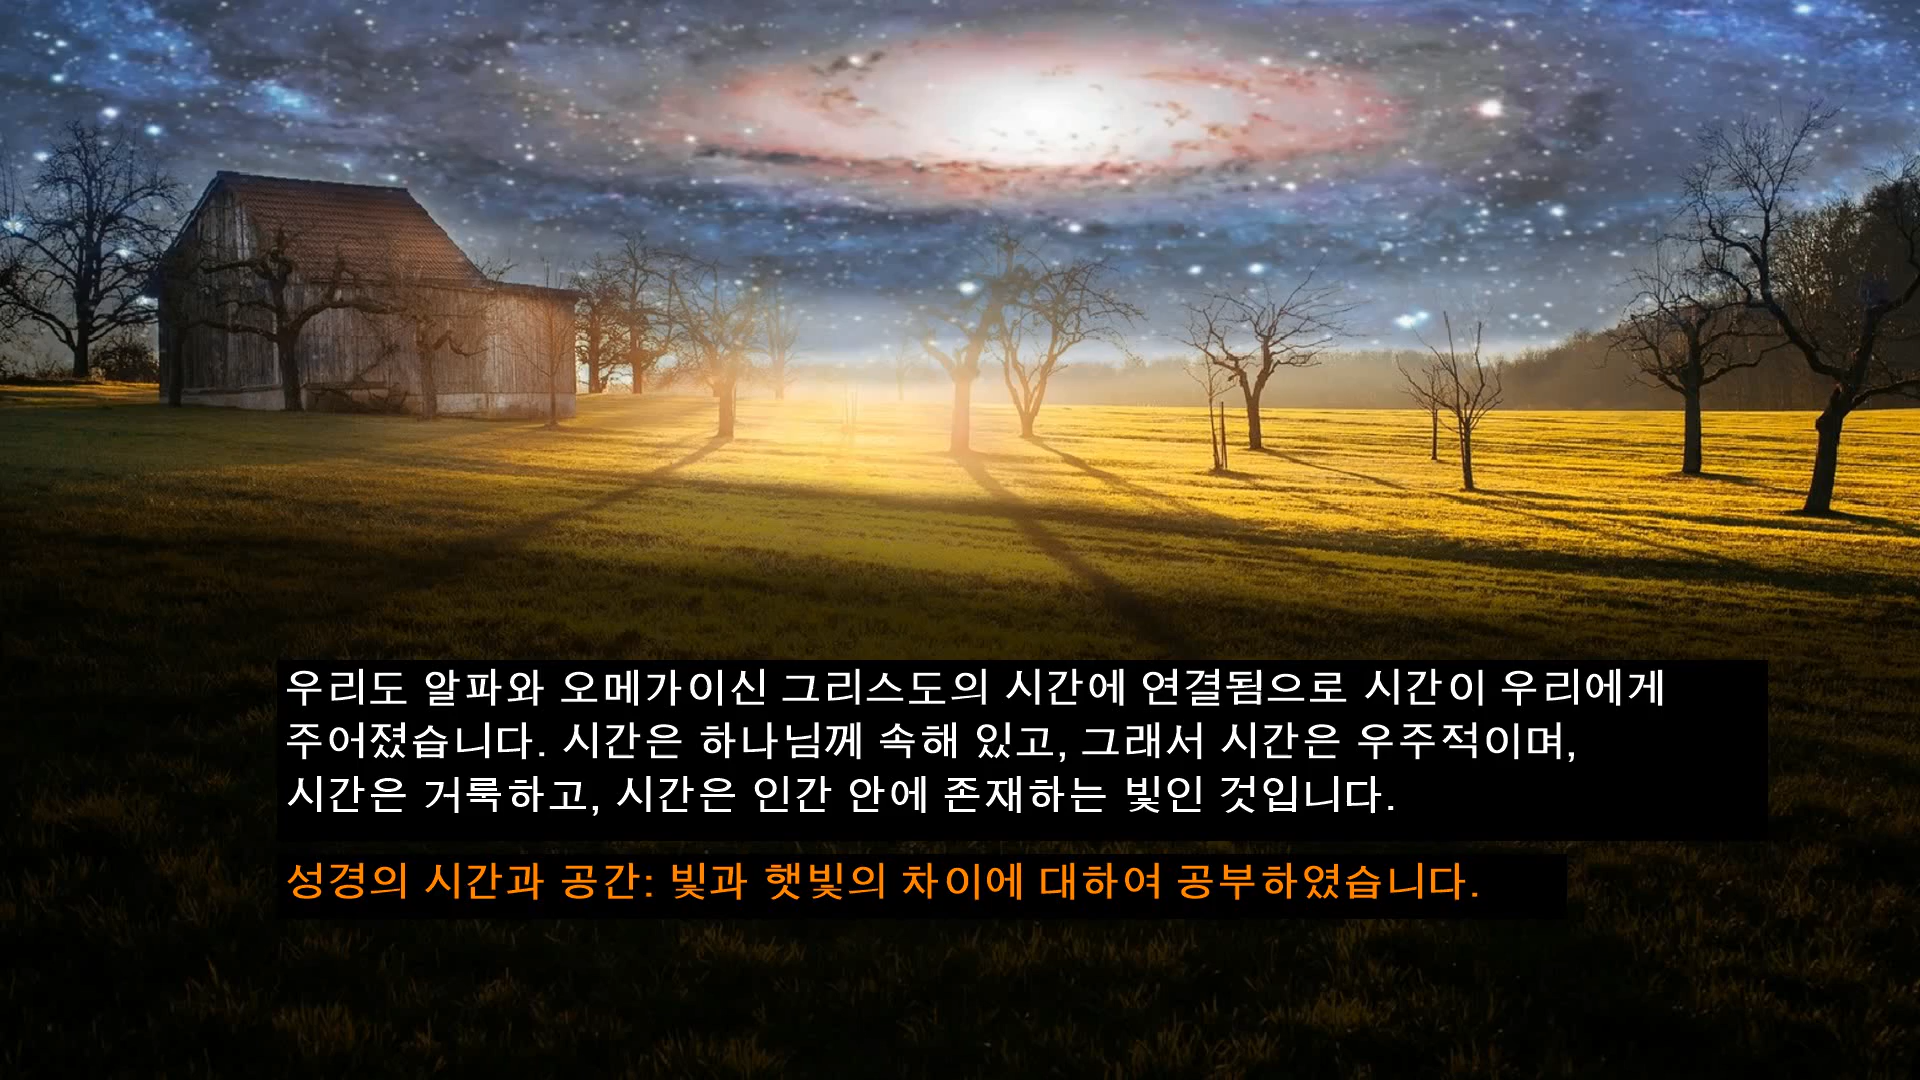 우리도 알파와 오메가이신 그리스도의 시간에 연결됨으로 시간이 우리에게
주어졌습니다. 시간은 하나님께 속해 있고, 그래서 시간은 우주적이며,
시간은 거룩하고, 시간은 인간 안에 존재하는 빛인 것입니다.
성경의 시간과 공간: 빛과 햇빛의 차이에 대하여 공부하였습니다.